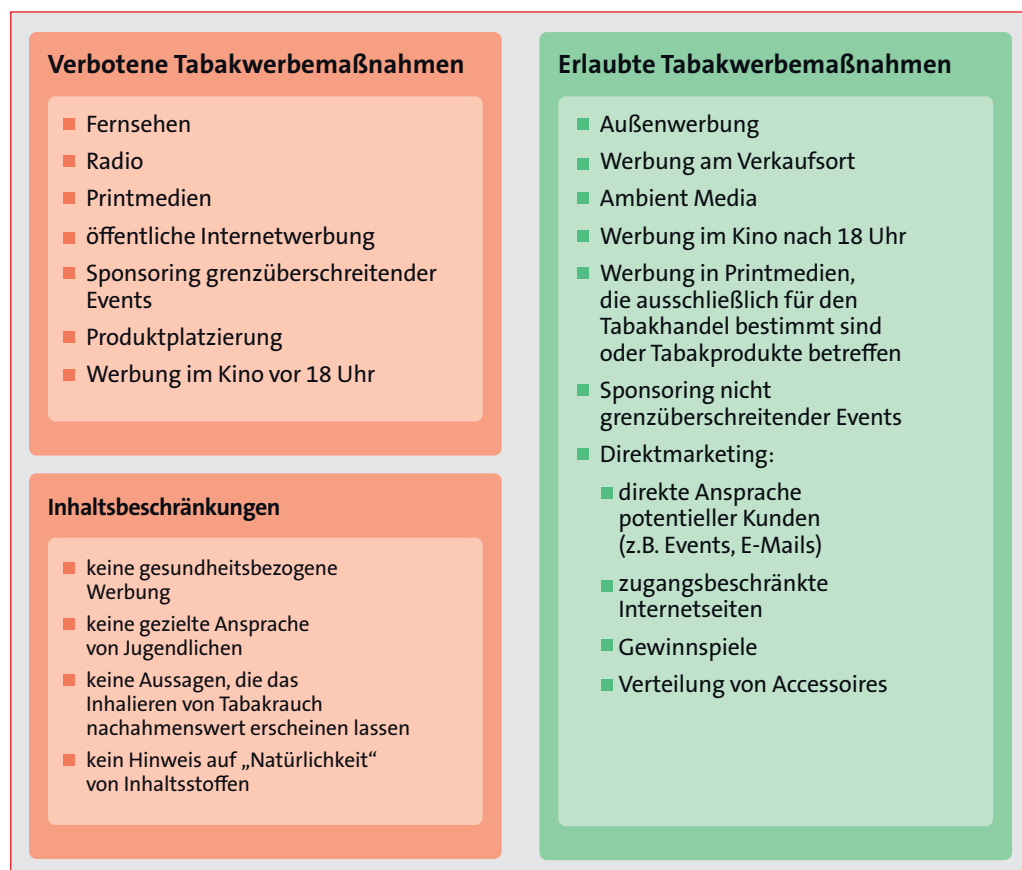 Verbotene Tabakwerbemaßnahmen
Fernsehen
Radio
Printmedien
öffentliche Internetwerbung
Sponsoring grenzüberschreitender
Events
Produktplatzierung
Werbung im Kino vor 18 Uhr
Inhaltsbeschränkungen
keine gesundheitsbezogene
Werbung
keine gezielte Ansprache
von Jugendlichen
keine Aussagen, die das
Inhalieren von Tabakrauch
nachahmenswert erscheinen lassen
kein Hinweis auf „Natürlichkeit“
von Inhaltsstoffen
Erlaubte Tabakwerbemaßnahmen
Außenwerbung
Werbung am Verkaufsort
Ambient Media
Werbung im Kino nach 18 Uhr
Werbung in Printmedien,
die ausschließlich für den
Tabakhandel bestimmt sind
oder Tabakprodukte betreffen
Sponsoring nicht
grenzüberschreitender Events
Direktmarketing:
direkte Ansprache
potentieller Kunden
(z.B. Events, E-Mails)
zugangsbeschränkte
Internetseiten
Gewinnspiele
Verteilung von Accessoires